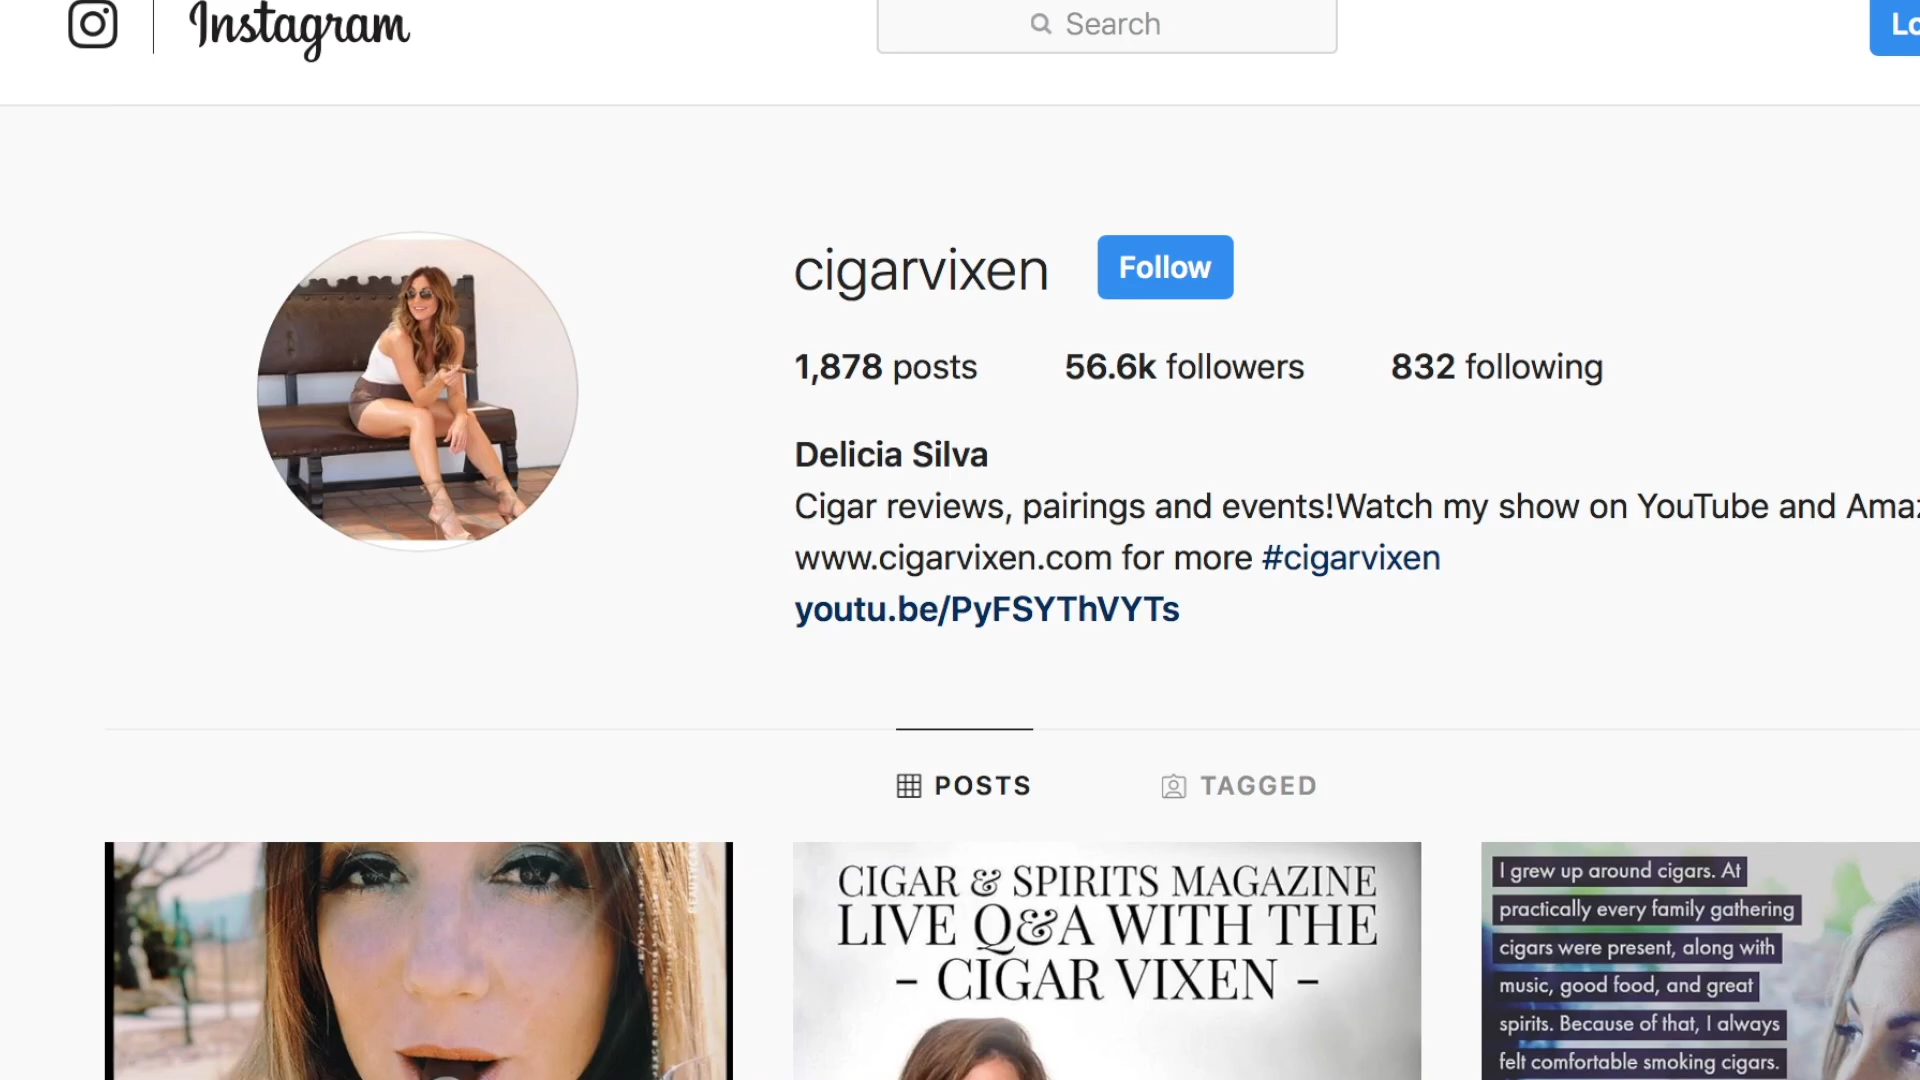 Instagram
Search
cigarvixen
Follow
1,878 posts 56.6k followers 832 following
Delicia Silva
Cigar reviews, pairings and events!Watch my show on YouTube and
www.cigarvixen.com for more #cigarvixen
youtu.be/PyFSYThVYTs
POSTS
TAGGED
CIGAR & SPIRITS MAGAZINE
LIVE Q&A WITH THE
- CIGAR VIXEN -
I grew up around cigars. At
practically every family gathering
cigars were present, along with
music, good food, and great
spirits. Because of that, I always
felt comfortable smoking cigars.